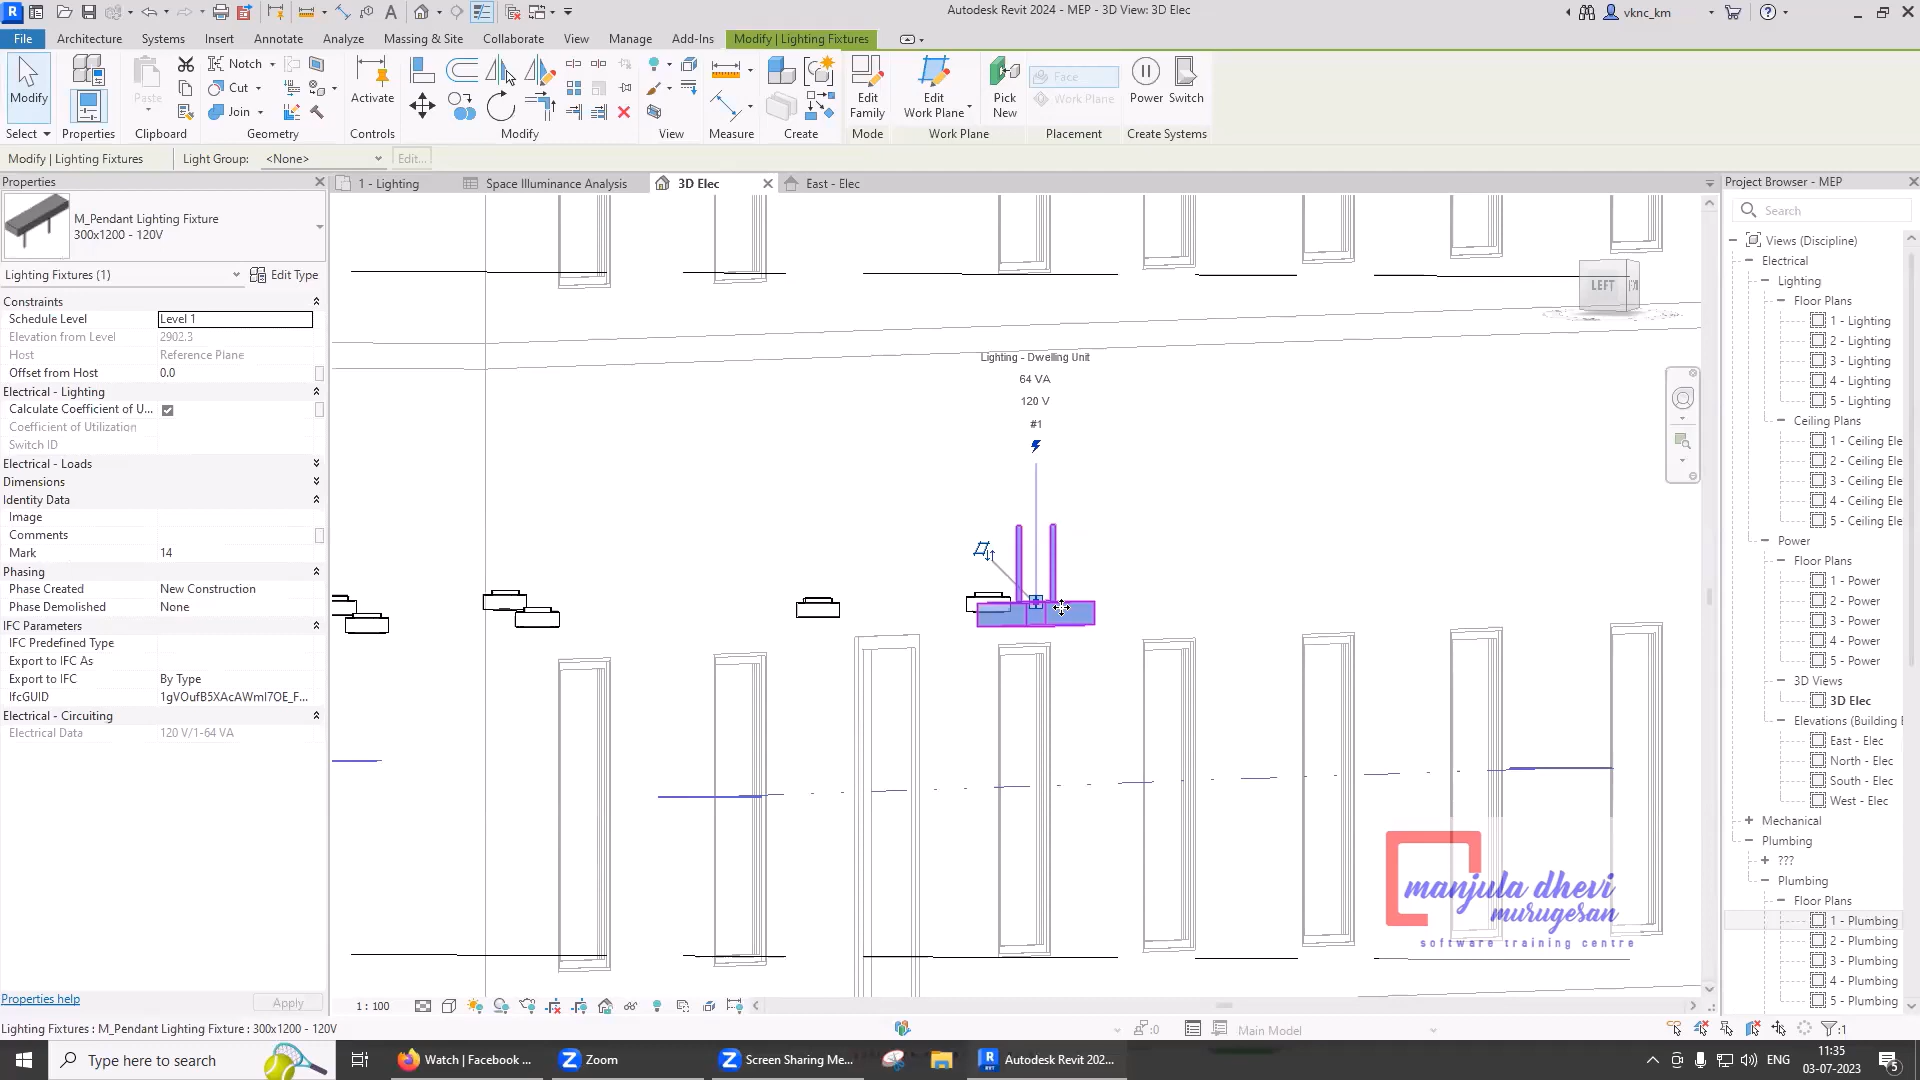 Autodesk Revit 2024 - MEP - 3D View: 3D Elec
vknc_km
File Architecture Systems Insert Annotate Analyze Massing & Site Collaborate View Manage Add-Ins Modify | Lighting Fixtures
Modify
Select
Properties
Paste
Clipboard
Notch
Cut
Join
Geometry
Activate
Controls
Modify
View
Measure
Create
Edit Family
Mode
Edit Work Plane
Pick New
Work Plane
Face
Work Plane
Placement
Power Switch
Create Systems
Modify | Lighting Fixtures
Light Group: <None> Edit...
Properties
M_Pendant Lighting Fixture
300x1200 - 120V
Lighting Fixtures (1) Edit Type
Constraints
Schedule Level Level 1
Elevation from Level 2902.3
Host Reference Plane
Offset from Host 0.0
Electrical - Lighting
Calculate Coefficient of U...
Coefficient of Utilization
Switch ID
Electrical - Loads
Dimensions
Identity Data
Image
Comments
Mark 14
Phasing
Phase Created New Construction
Phase Demolished None
IFC Parameters
IFC Predefined Type
Export to IFC As
Export to IFC By Type
IfcGUID 1gVOufB5XAcAWmI7OE_F...
Electrical - Circuiting
Electrical Data 120 V/1-64 VA
Properties help
Apply
1 - Lighting Space Illuminance Analysis 3D Elec East - Elec
Lighting - Dwelling Unit
64 VA
120 V
#1
LEFT
manjula dhevi
murugesan
software training centre
1 : 100
Project Browser - MEP
Search
Views (Discipline)
Electrical
Lighting
Floor Plans
1 - Lighting
2 - Lighting
3 - Lighting
4 - Lighting
5 - Lighting
Ceiling Plans
1 - Ceiling Ele
2 - Ceiling Ele
3 - Ceiling Ele
4 - Ceiling Ele
5 - Ceiling Ele
Power
Floor Plans
1 - Power
2 - Power
3 - Power
4 - Power
5 - Power
3D Views
3D Elec
Elevations (Building E
East - Elec
North - Elec
South - Elec
West - Elec
Mechanical
Plumbing
???
Plumbing
Floor Plans
1 - Plumbing
2 - Plumbing
3 - Plumbing
4 - Plumbing
5 - Plumbing
Lighting Fixtures : M_Pendant Lighting Fixture : 300x1200 - 120V
:0
Main Model
:1
Type here to search
Watch | Facebook ...
Zoom
Screen Sharing Me...
Autodesk Revit 202...
ENG
11:35
03-07-2023
5